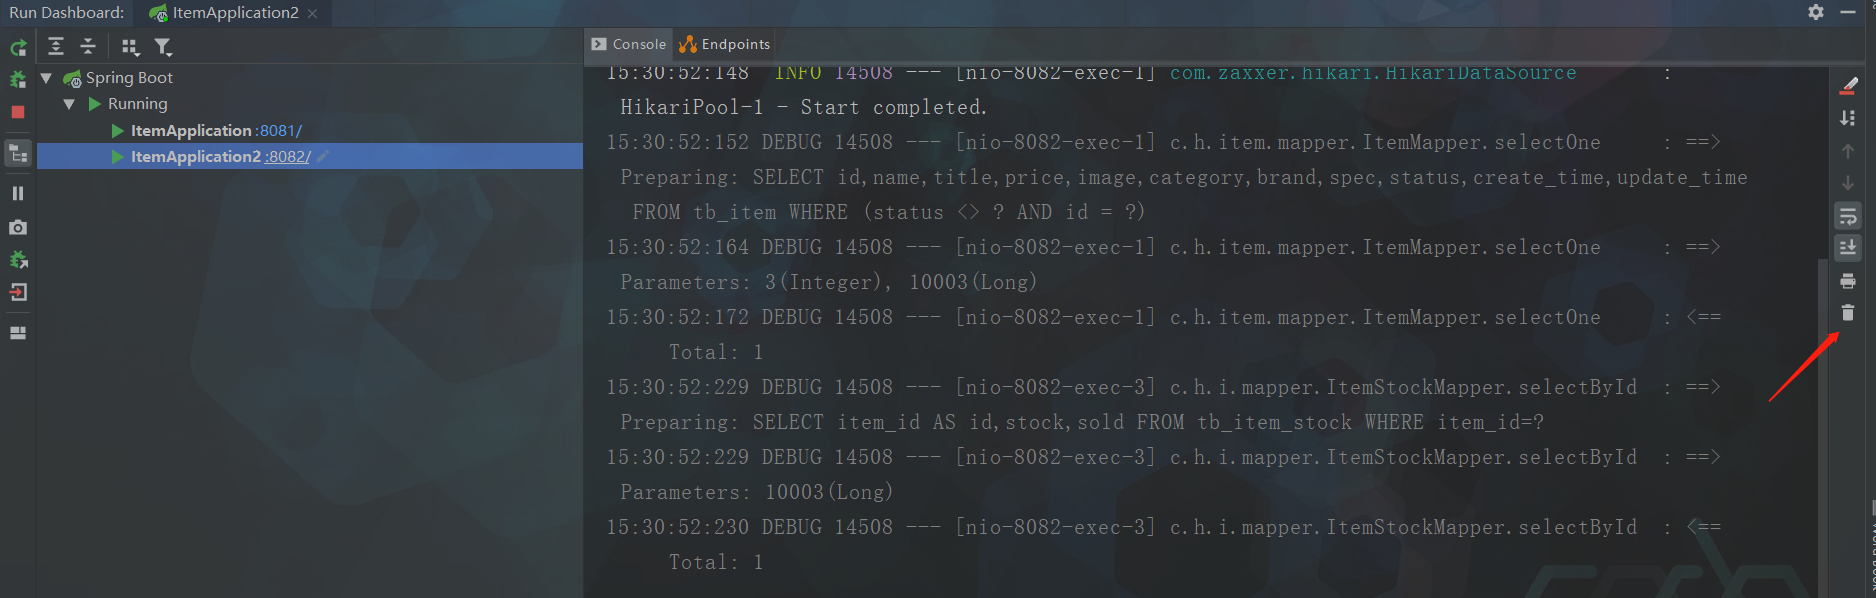 Run Dashboard:
ItemApplication2
Console
Endpoints
Spring Boot
Running
ItemApplication :8081/
ItemApplication2 :8082/
15:30:52:148  INFO 14508 --- [nio-8082-exec-1] com.zaxxer.hikari.HikariDataSource       :
HikariPool-1 - Start completed.
15:30:52:152 DEBUG 14508 --- [nio-8082-exec-1] c.h.item.mapper.ItemMapper.selectOne     : ==>
Preparing: SELECT id,name,title,price,image,category,brand,spec,status,create_time,update_time
FROM tb_item WHERE (status <> ? AND id = ?)
15:30:52:164 DEBUG 14508 --- [nio-8082-exec-1] c.h.item.mapper.ItemMapper.selectOne     : ==>
Parameters: 3(Integer), 10003(Long)
15:30:52:172 DEBUG 14508 --- [nio-8082-exec-1] c.h.item.mapper.ItemMapper.selectOne     : <==
Total: 1
15:30:52:229 DEBUG 14508 --- [nio-8082-exec-3] c.h.i.mapper.ItemStockMapper.selectById  : ==>
Preparing: SELECT item_id AS id,stock,sold FROM tb_item_stock WHERE item_id=?
15:30:52:229 DEBUG 14508 --- [nio-8082-exec-3] c.h.i.mapper.ItemStockMapper.selectById  : ==>
Parameters: 10003(Long)
15:30:52:230 DEBUG 14508 --- [nio-8082-exec-3] c.h.i.mapper.ItemStockMapper.selectById  : <==
Total: 1